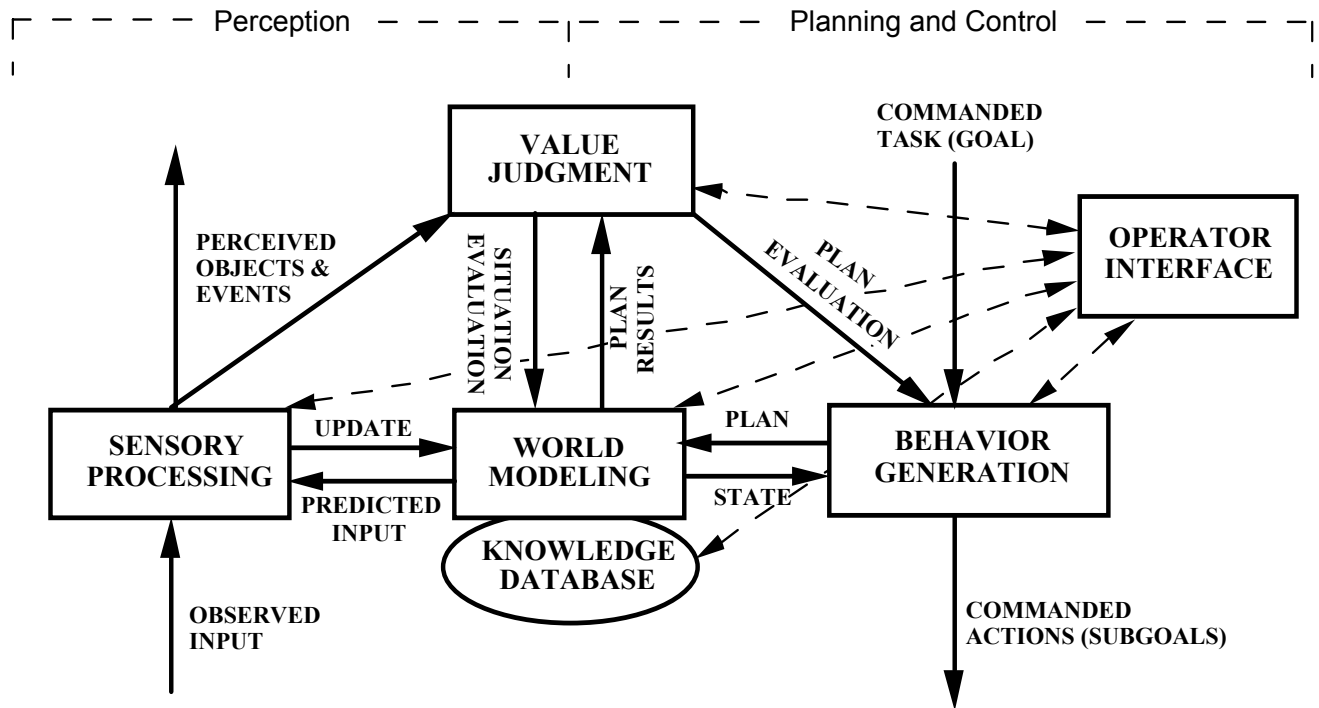 Perception
Planning and Control
VALUE
JUDGMENT
COMMANDED
TASK (GOAL)
PERCEIVED
OBJECTS &
EVENTS
SITUATION
EVALUATION
PLAN
RESULTS
PLAN
EVALUATION
OPERATOR
INTERFACE
SENSORY
PROCESSING
UPDATE
PREDICTED
INPUT
WORLD
MODELING
PLAN
STATE
BEHAVIOR
GENERATION
KNOWLEDGE
DATABASE
OBSERVED
INPUT
COMMANDED
ACTIONS (SUBGOALS)